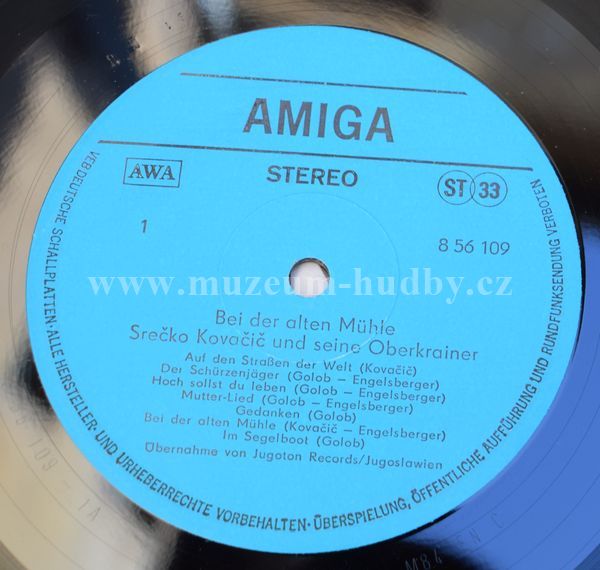 AMIGA
AWA
STEREO
ST 33
1
8 56 109
www.muzeum-hudby.cz
Bei der alten Mühle
Srečko Kovačič und seine Oberkrainer
Auf den Straßen der Welt (Kovačič)
Der Schürzenjäger (Golob – Engelsberger)
Hoch sollst du leben (Golob – Engelsberger)
Mutter-Lied (Golob – Engelsberger)
Gedanken (Golob)
Bei der alten Mühle (Kovačič – Engelsberger)
Im Segelboot (Golob)
Übernahme von Jugoton Records/Jugoslawien
VEB DEUTSCHE SCHALLPLATTEN · ALLE HERSTELLER- UND URHEBERRECHTE VORBEHALTEN · ÜBERSPIELUNG, ÖFFENTLICHE AUFFÜHRUNG UND RUNDFUNKSENDUNG VERBOTEN